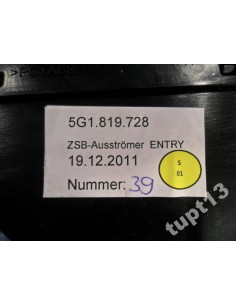 5G1.819.728
ZSB-Ausströmer ENTRY
19.12.2011
S
01
Nummer: 39
tupt13